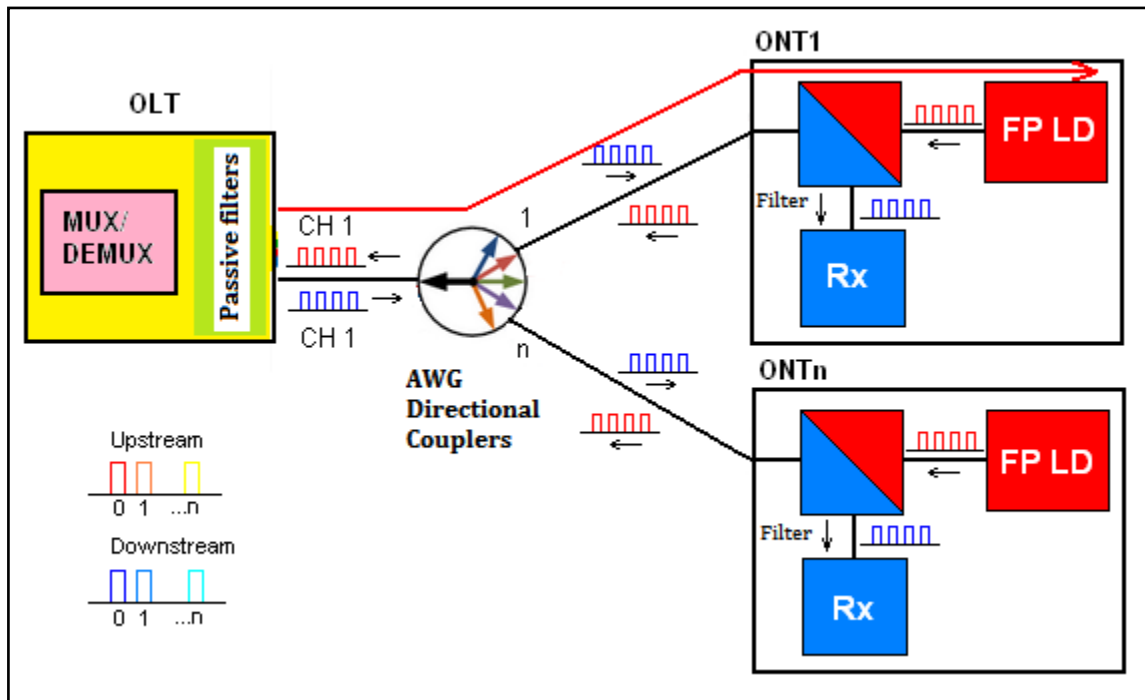 ONT1
OLT
FP LD
MUX/
DEMUX
Passive filters
CH 1
1
Filter
Rx
CH 1
n
AWG
Directional
Couplers
ONTn
FP LD
Filter
Rx
Upstream
0 1 ...n
Downstream
0 1 ...n